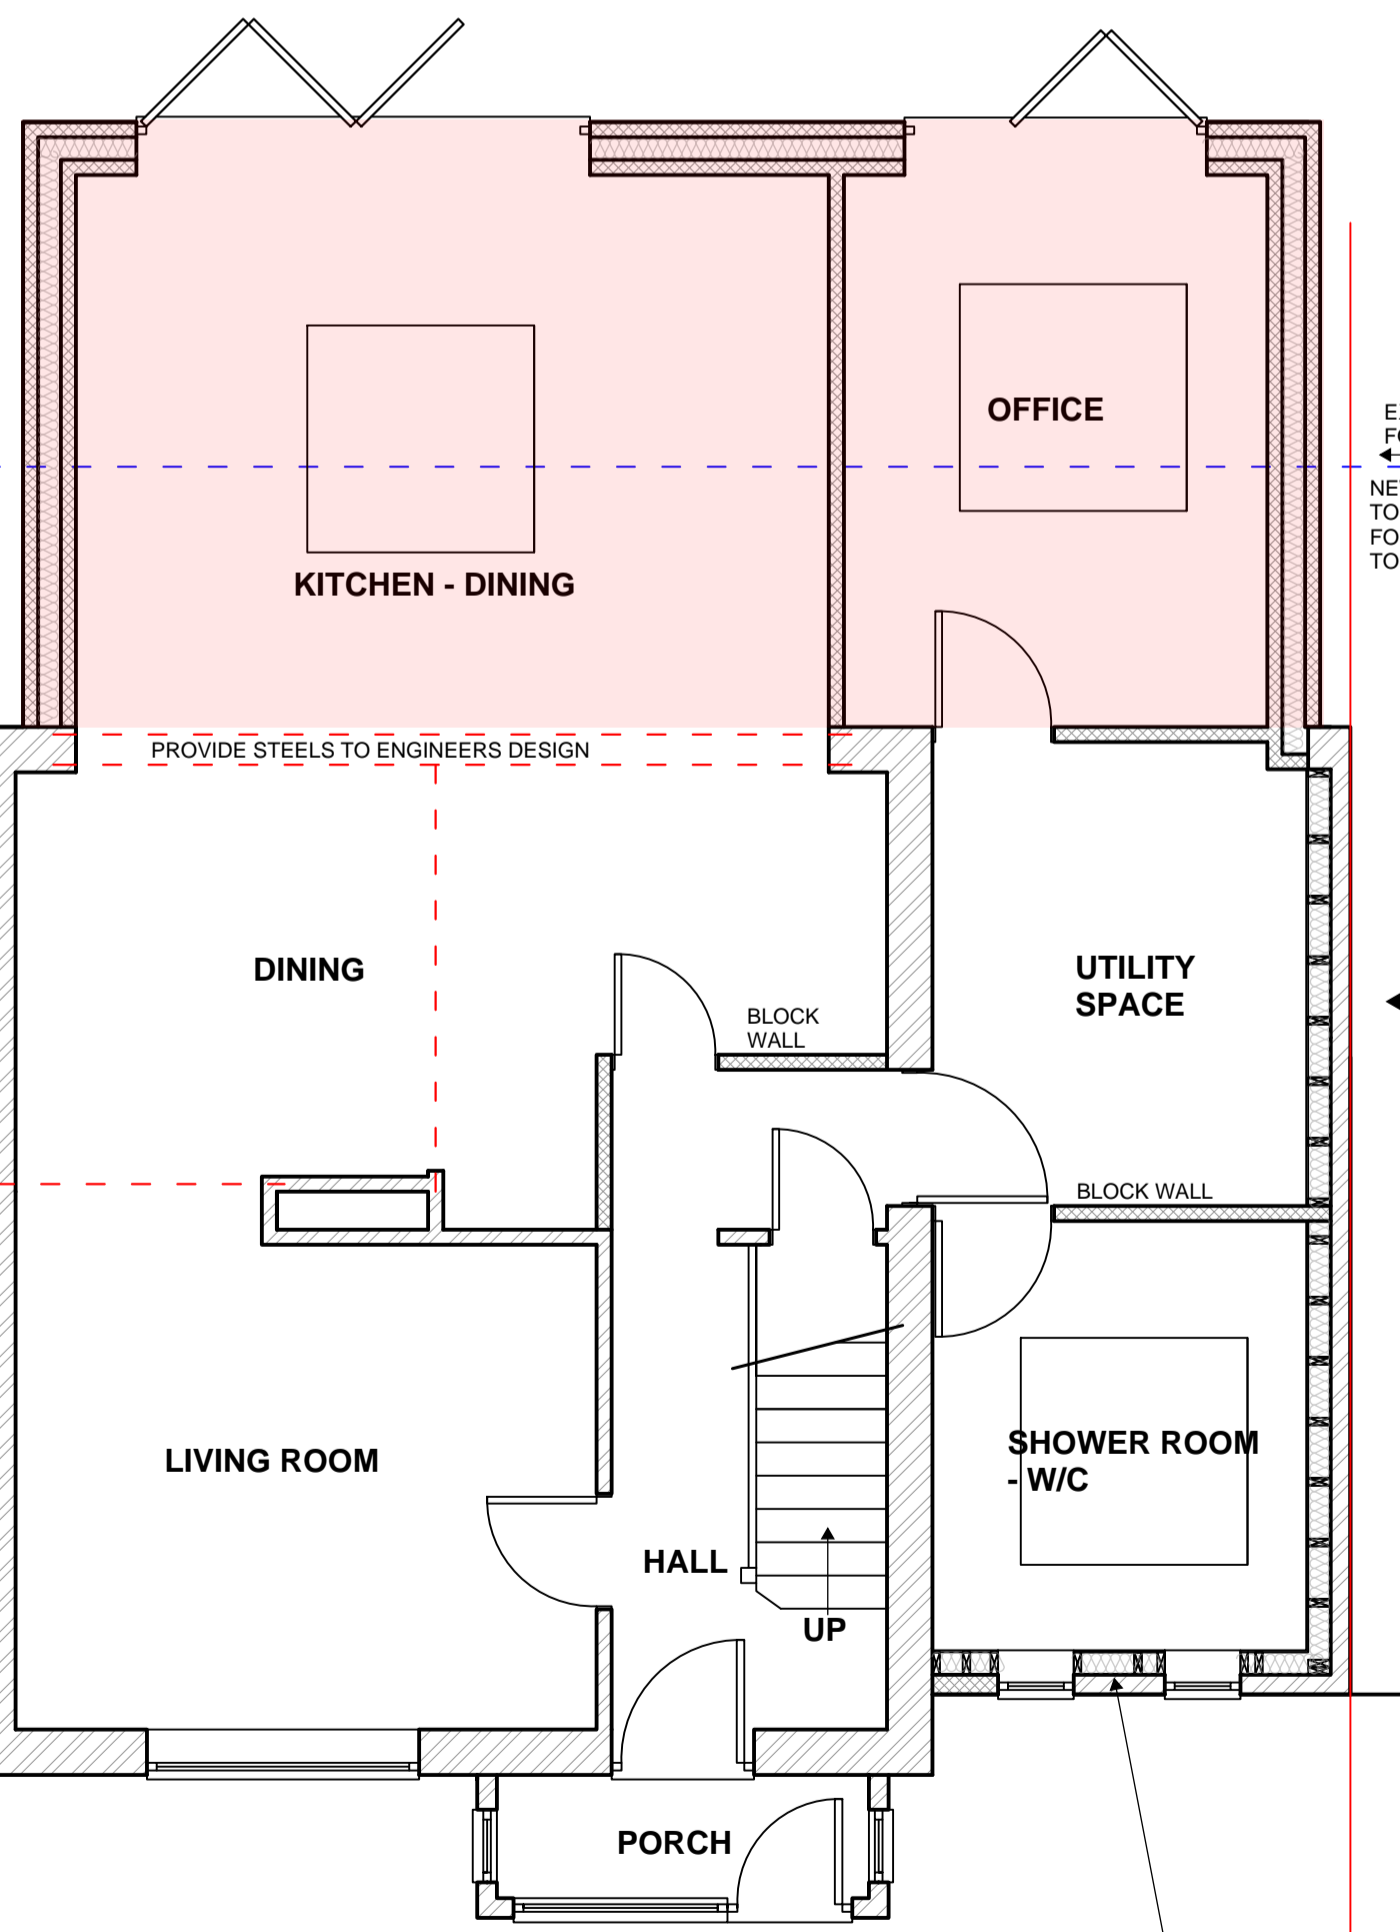 OFFICE
KITCHEN - DINING
PROVIDE STEELS TO ENGINEERS DESIGN
DINING
UTILITY
SPACE
BLOCK
WALL
BLOCK WALL
LIVING ROOM
SHOWER ROOM
- W/C
HALL
UP
PORCH